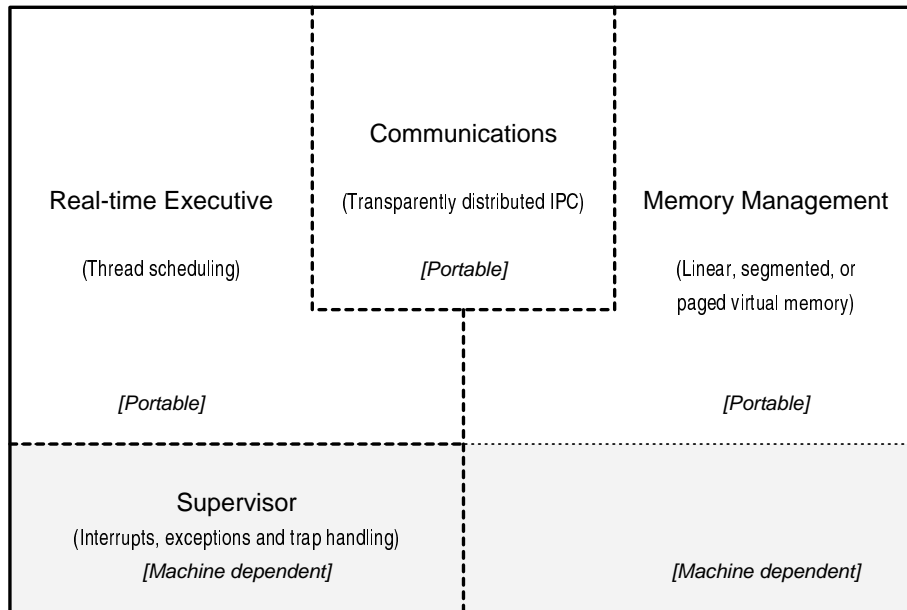 Communications
(Transparently distributed IPC)
[Portable]
Real-time Executive
(Thread scheduling)
[Portable]
Memory Management
(Linear, segmented, or
paged virtual memory)
[Portable]
Supervisor
(Interrupts, exceptions and trap handling)
[Machine dependent]
[Machine dependent]